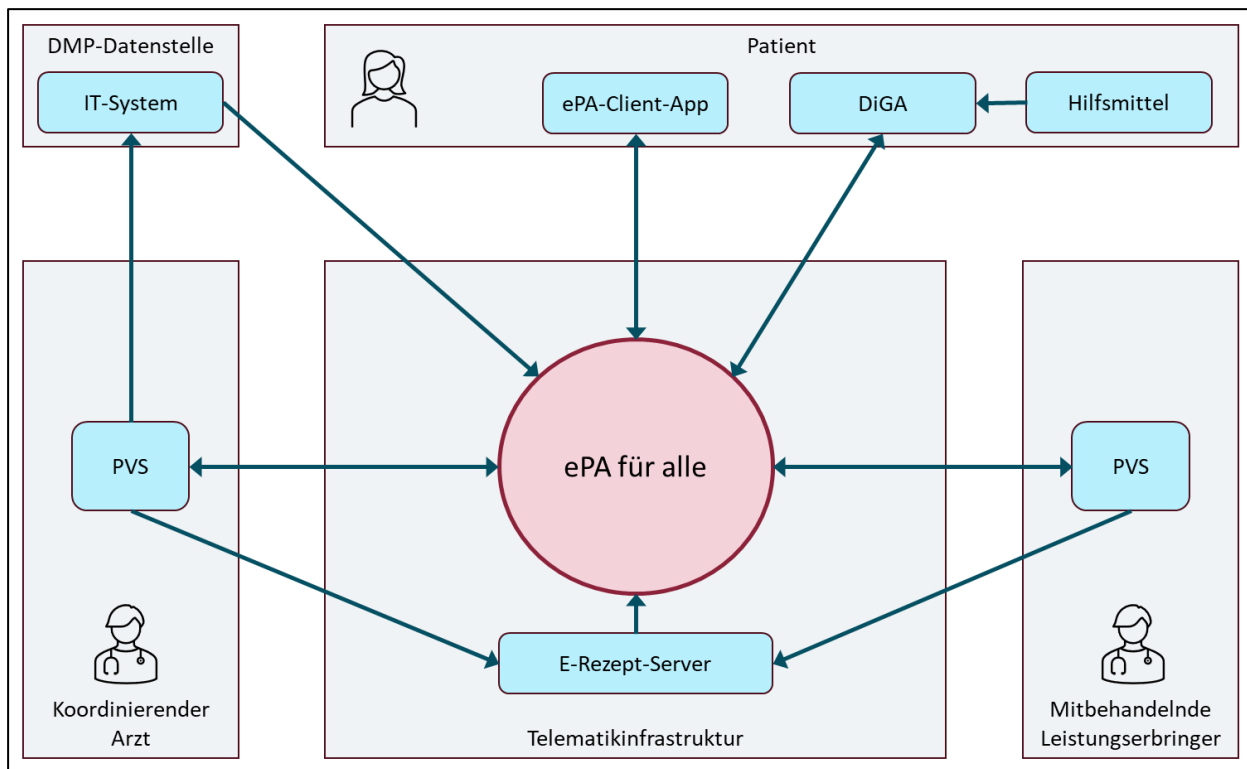 DMP-Datenstelle
IT-System
Patient
ePA-Client-App
DiGA
Hilfsmittel
PVS
ePA für alle
PVS
E-Rezept-Server
Koordinierender
Arzt
Telematikinfrastruktur
Mitbehandelnde
Leistungserbringer